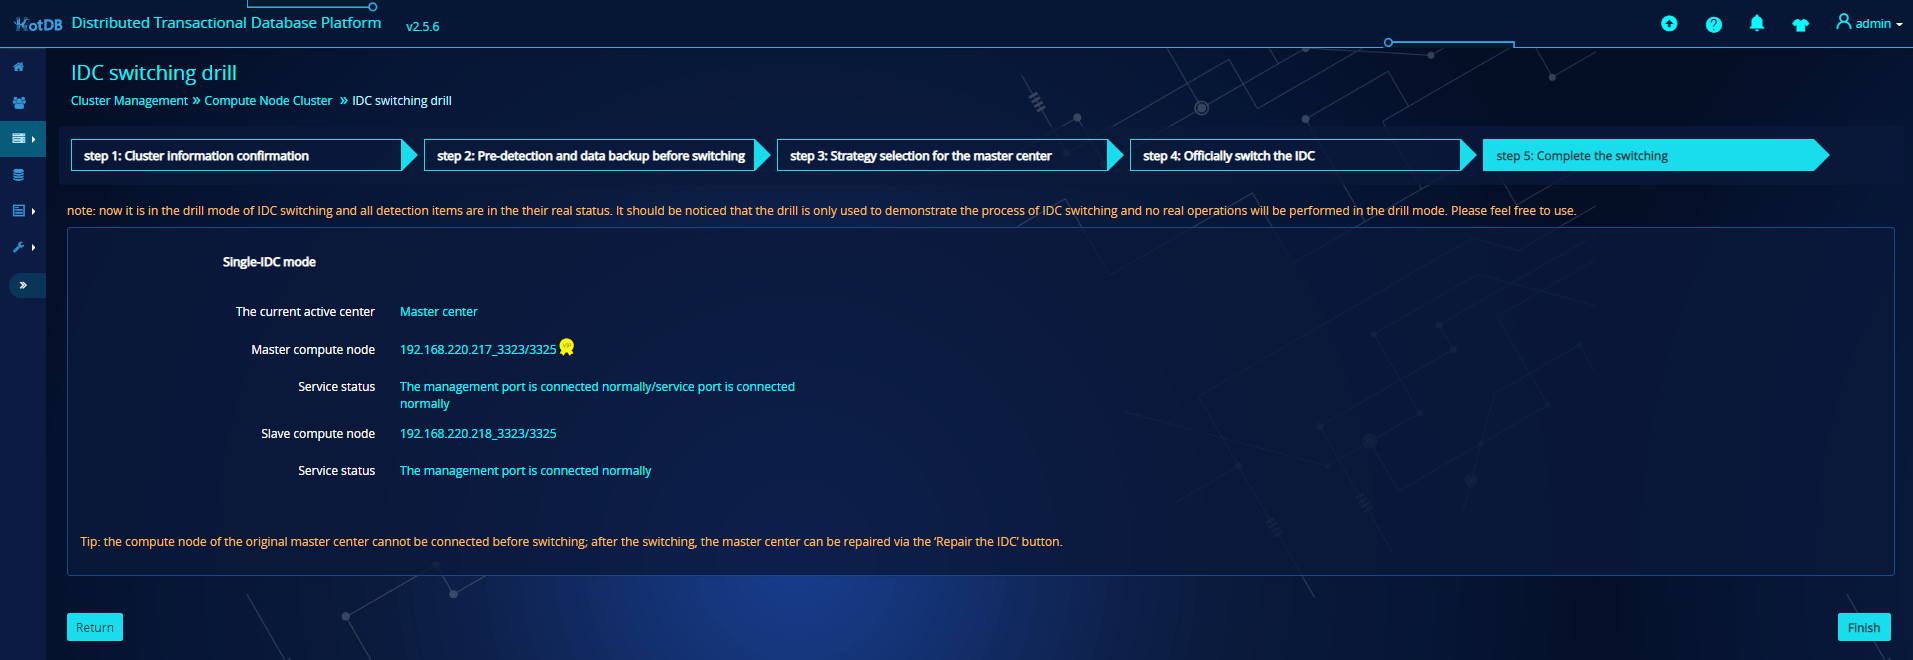 HotDB Distributed Transactional Database Platform v2.5.6
admin
IDC switching drill
Cluster Management » Compute Node Cluster » IDC switching drill
step 1: Cluster information confirmation
step 2: Pre-detection and data backup before switching
step 3: Strategy selection for the master center
step 4: Officially switch the IDC
step 5: Complete the switching
note: now it is in the drill mode of IDC switching and all detection items are in the their real status. It should be noticed that the drill is only used to demonstrate the process of IDC switching and no real operations will be performed in the drill mode. Please feel free to use.
Single-IDC mode
The current active center Master center
Master compute node 192.168.220.217_3323/3325 VIP
Service status The management port is connected normally/service port is connected
normally
Slave compute node 192.168.220.218_3323/3325
Service status The management port is connected normally
Tip: the compute node of the original master center cannot be connected before switching; after the switching, the master center can be repaired via the ‘Repair the IDC’ button.
Return
Finish